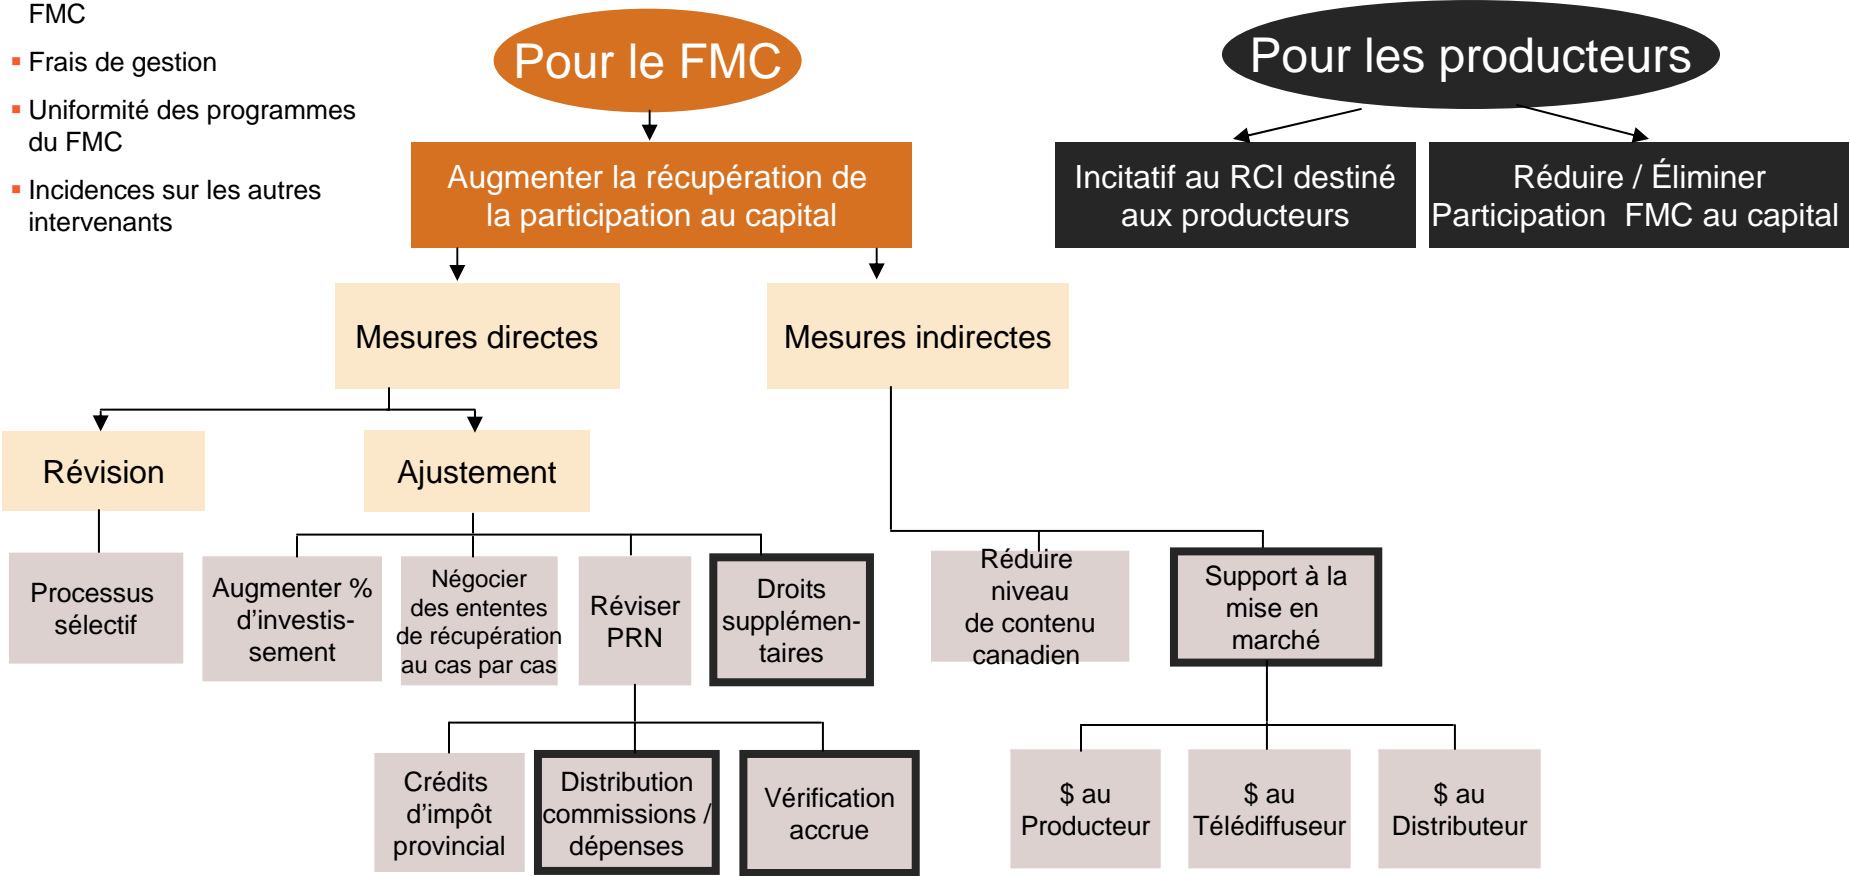 FMC
Frais de gestion
Uniformité des programmes
du FMC
Incidences sur les autres
intervenants
Pour le FMC
Pour les producteurs
Augmenter la récupération de
la participation au capital
Incitatif au RCI destiné
aux producteurs
Réduire / Éliminer
Participation FMC au capital
Mesures directes
Mesures indirectes
Révision
Ajustement
Processus
sélectif
Augmenter %
d’investis-
sement
Négocier
des ententes
de récupération
au cas par cas
Réviser
PRN
Droits
supplémen-
taires
Réduire
niveau
de contenu
canadien
Support à la
mise en
marché
Crédits
d’impôt
provincial
Distribution
commissions /
dépenses
Vérification
accrue
$ au
Producteur
$ au
Télédiffuseur
$ au
Distributeur